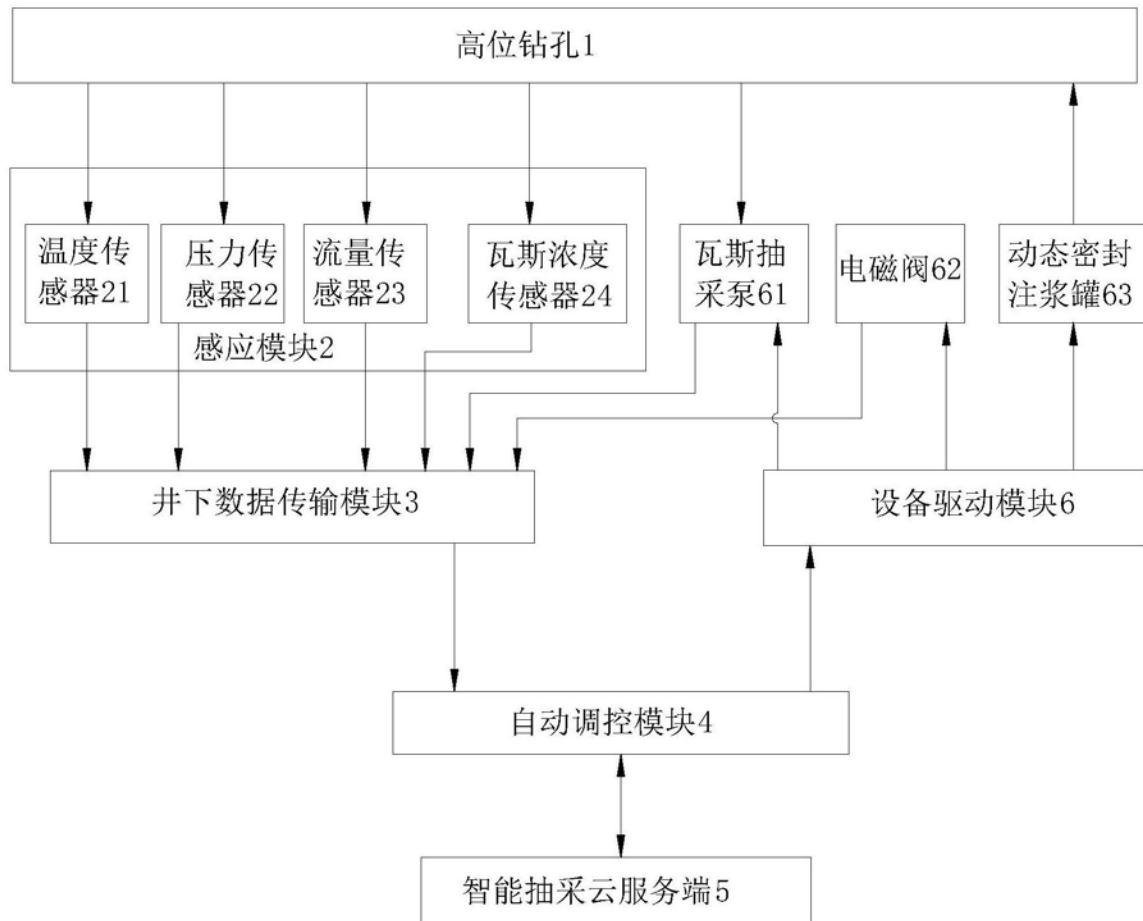 高位钻孔1
温度传
感器21
压力传
感器22
流量传
感器23
瓦斯浓度
传感器24
瓦斯抽
采泵61
电磁阀62
动态密封
注浆罐63
感应模块2
井下数据传输模块3
设备驱动模块6
自动调控模块4
智能抽采云服务端5